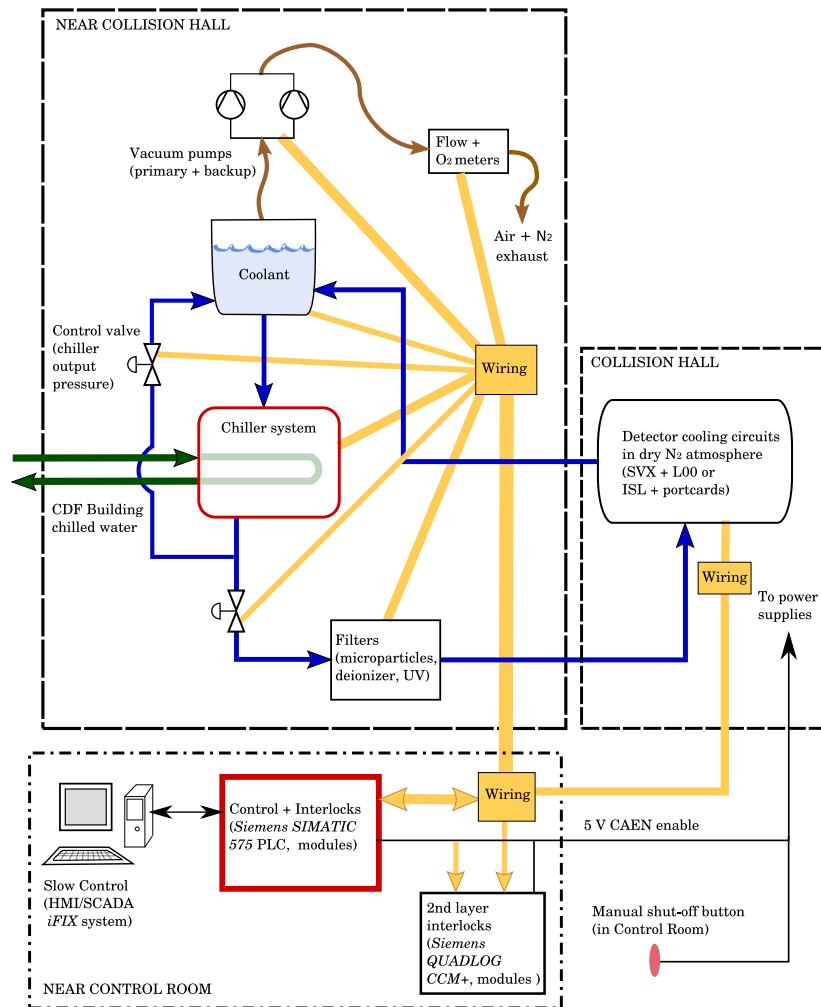 NEAR COLLISION HALL
Vacuum pumps
(primary + backup)
Flow +
O2 meters
Air + N2
exhaust
Coolant
Control valve
(chiller
output
pressure)
Wiring
Chiller system
CDF Building
chilled water
Filters
(microparticles,
deionizer, UV)
COLLISION HALL
Detector cooling circuits
in dry N2 atmosphere
(SVX + L00 or
ISL + portcards)
Wiring
To power
supplies
Wiring
Control + Interlocks
(Siemens SIMATIC
575 PLC, modules)
5 V CAEN enable
Slow Control
(HMI/SCADA
iFIX system)
2nd layer
interlocks
(Siemens
QUADLOG
CCM+, modules )
Manual shut-off button
(in Control Room)
NEAR CONTROL ROOM